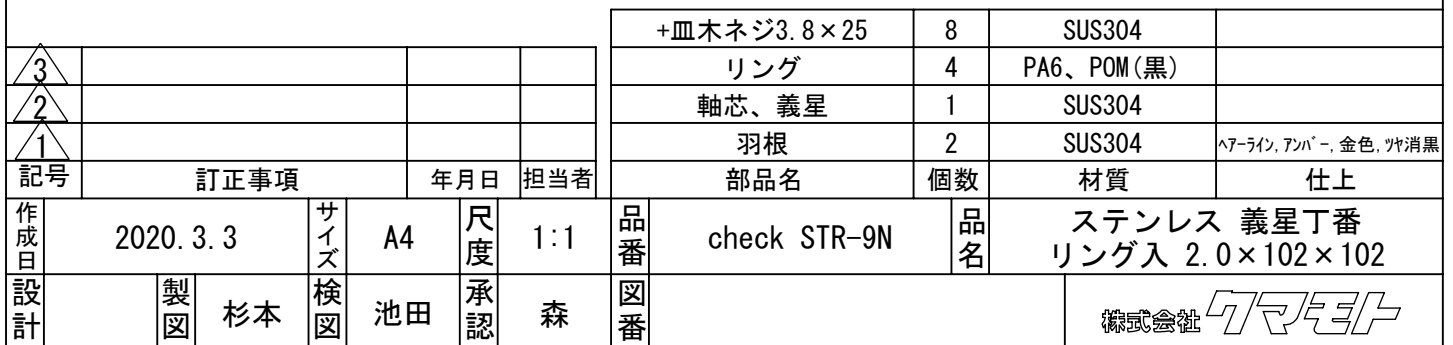 +皿木ネジ3.8×25 8 SUS304
3 リング 4 PA6、POM(黒)
2 軸芯、義星 1 SUS304
1 羽根 2 SUS304 ﾍｱｰﾗｲﾝ,ｱﾝﾊﾞｰ,金色,ﾂﾔ消黒
記号 訂正事項 年月日 担当者 部品名 個数 材質 仕上
作成日 2020.3.3 サイズ A4 尺度 1:1 品番 check STR-9N 品名 ステンレス 義星丁番
リング入 2.0×102×102
設計 製図 杉本 検図 池田 承認 森 図番 株式会社クマモト